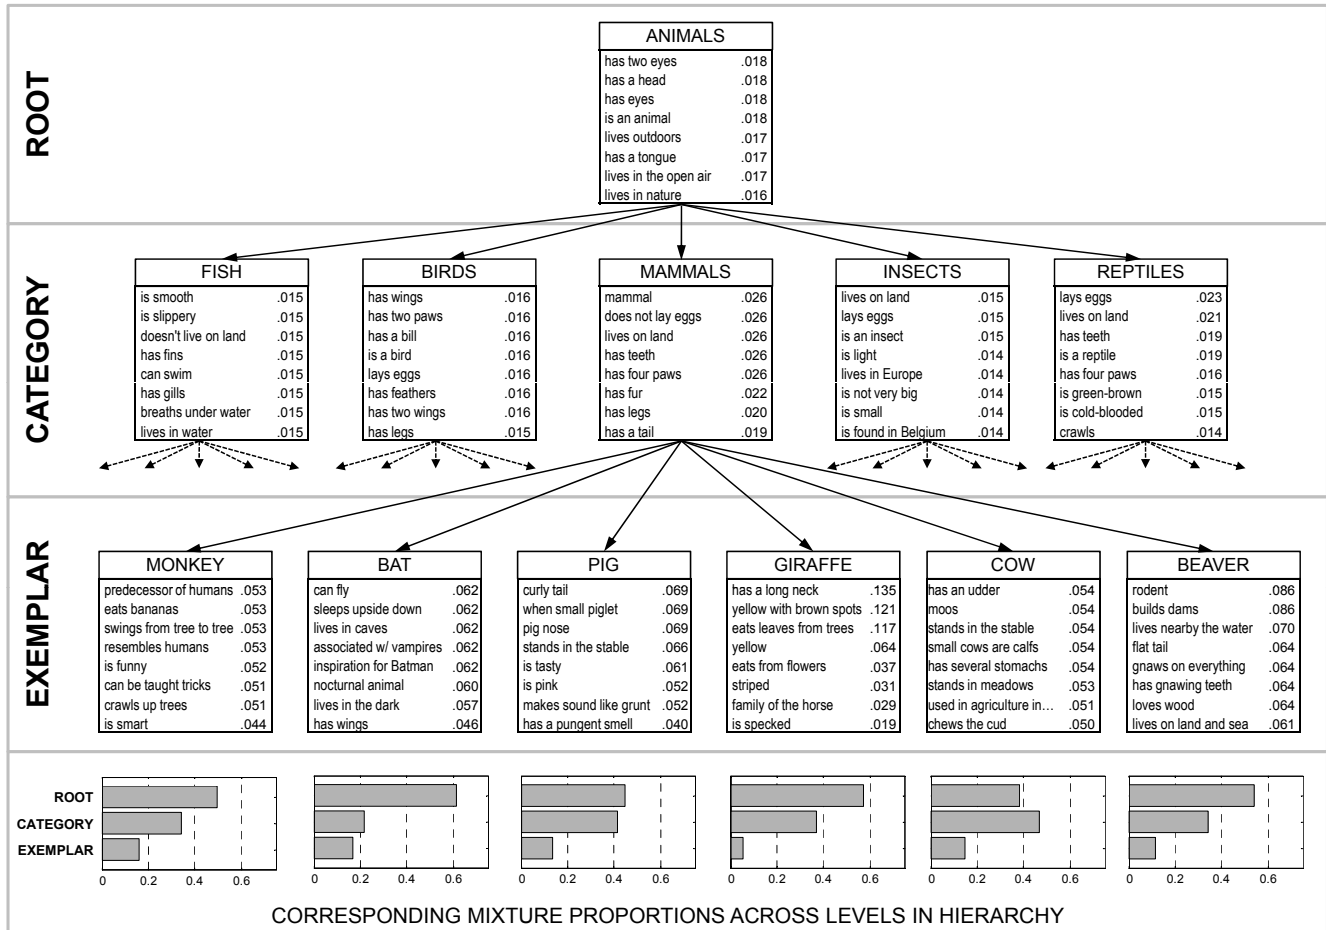 ROOT
ANIMALS
has two eyes .018
has a head .018
has eyes .018
is an animal .018
lives outdoors .017
has a tongue .017
lives in the open air .017
lives in nature .016
CATEGORY
FISH
is smooth .015
is slippery .015
doesn't live on land .015
has fins .015
can swim .015
has gills .015
breaths under water .015
lives in water .015
BIRDS
has wings .016
has two paws .016
has a bill .016
is a bird .016
lays eggs .016
has feathers .016
has two wings .016
has legs .015
MAMMALS
mammal .026
does not lay eggs .026
lives on land .026
has teeth .026
has four paws .026
has fur .022
has legs .020
has a tail .019
INSECTS
lives on land .015
lays eggs .015
is an insect .015
is light .014
lives in Europe .014
is not very big .014
is small .014
is found in Belgium .014
REPTILES
lays eggs .023
lives on land .021
has teeth .019
is a reptile .019
has four paws .016
is green-brown .015
is cold-blooded .015
crawls .014
EXEMPLAR
MONKEY
predecessor of humans .053
eats bananas .053
swings from tree to tree .053
resembles humans .053
is funny .052
can be taught tricks .051
crawls up trees .051
is smart .044
BAT
can fly .062
sleeps upside down .062
lives in caves .062
associated w/ vampires .062
inspiration for Batman .062
nocturnal animal .060
lives in the dark .057
has wings .046
PIG
curly tail .069
when small piglet .069
pig nose .069
stands in the stable .066
is tasty .061
is pink .052
makes sound like grunt .052
has a pungent smell .040
GIRAFFE
has a long neck .135
yellow with brown spots .121
eats leaves from trees .117
yellow .064
eats from flowers .037
striped .031
family of the horse .029
is specked .019
COW
has an udder .054
moos .054
stands in the stable .054
small cows are calfs .054
has several stomachs .054
stands in meadows .053
used in agriculture in… .051
chews the cud .050
BEAVER
rodent .086
builds dams .086
lives nearby the water .070
flat tail .064
gnaws on everything .064
has gnawing teeth .064
loves wood .064
lives on land and sea .061
ROOT
CATEGORY
EXEMPLAR
0 0.2 0.4 0.6
0 0.2 0.4 0.6
0 0.2 0.4 0.6
0 0.2 0.4 0.6
0 0.2 0.4 0.6
0 0.2 0.4 0.6
CORRESPONDING MIXTURE PROPORTIONS ACROSS LEVELS IN HIERARCHY